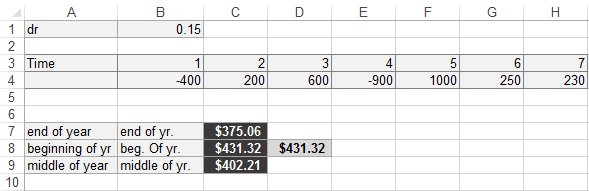 A B C D E F G H
1 dr 0.15
2
3 Time 1 2 3 4 5 6 7
4 -400 200 600 -900 1000 250 230
5
6
7 end of year end of yr. $375.06
8 beginning of yr beg. Of yr. $431.32 $431.32
9 middle of year middle of yr. $402.21
10